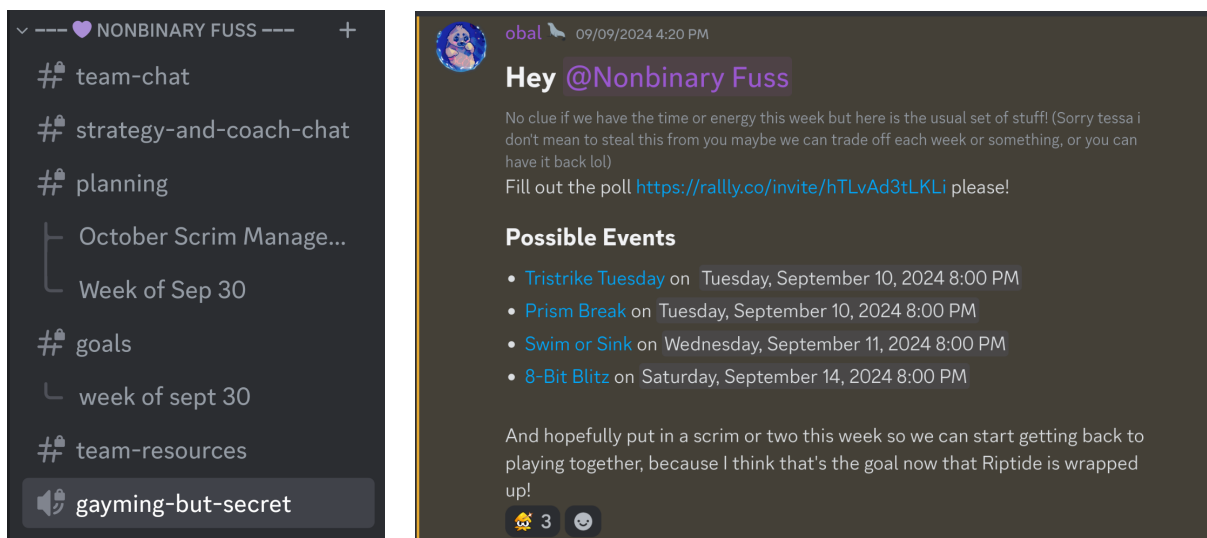 --- 💜 NONBINARY FUSS --- +
team-chat
strategy-and-coach-chat
planning
October Scrim Manage...
Week of Sep 30
goals
week of sept 30
team-resources
gayming-but-secret
obal 09/09/2024 4:20 PM
Hey @Nonbinary Fuss
No clue if we have the time or energy this week but here is the usual set of stuff! (Sorry tessa i
don't mean to steal this from you maybe we can trade off each week or something, or you can
have it back lol)
Fill out the poll https://rallly.co/invite/hTLvAd3tLKLi please!
Possible Events
• Tristrike Tuesday on Tuesday, September 10, 2024 8:00 PM
• Prism Break on Tuesday, September 10, 2024 8:00 PM
• Swim or Sink on Wednesday, September 11, 2024 8:00 PM
• 8-Bit Blitz on Saturday, September 14, 2024 8:00 PM
And hopefully put in a scrim or two this week so we can start getting back to
playing together, because I think that's the goal now that Riptide is wrapped
up!
3